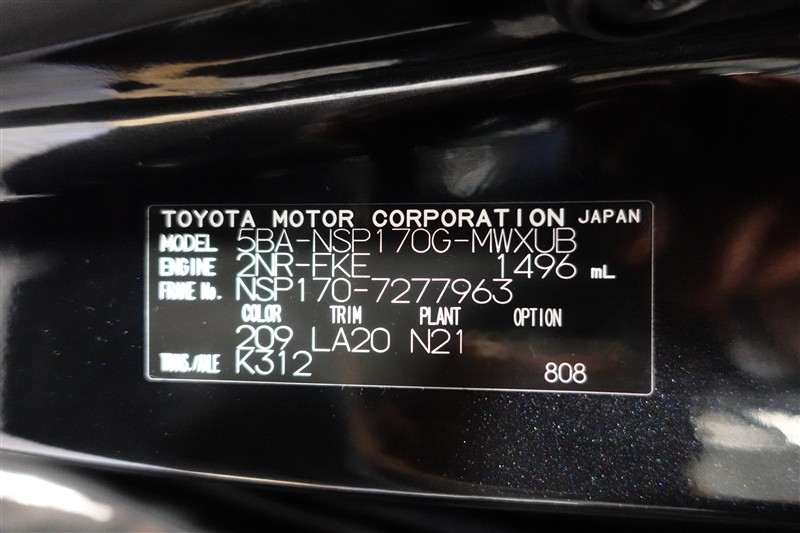 TOYOTA MOTOR CORPORATION JAPAN
MODEL 5BA-NSP170G-MWXUB
ENGINE 2NR-FKE 1496 mL
FRAME No. NSP170-7277963
COLOR TRIM PLANT OPTION
209 LA20 N21
TRANS./AXLE K312 808